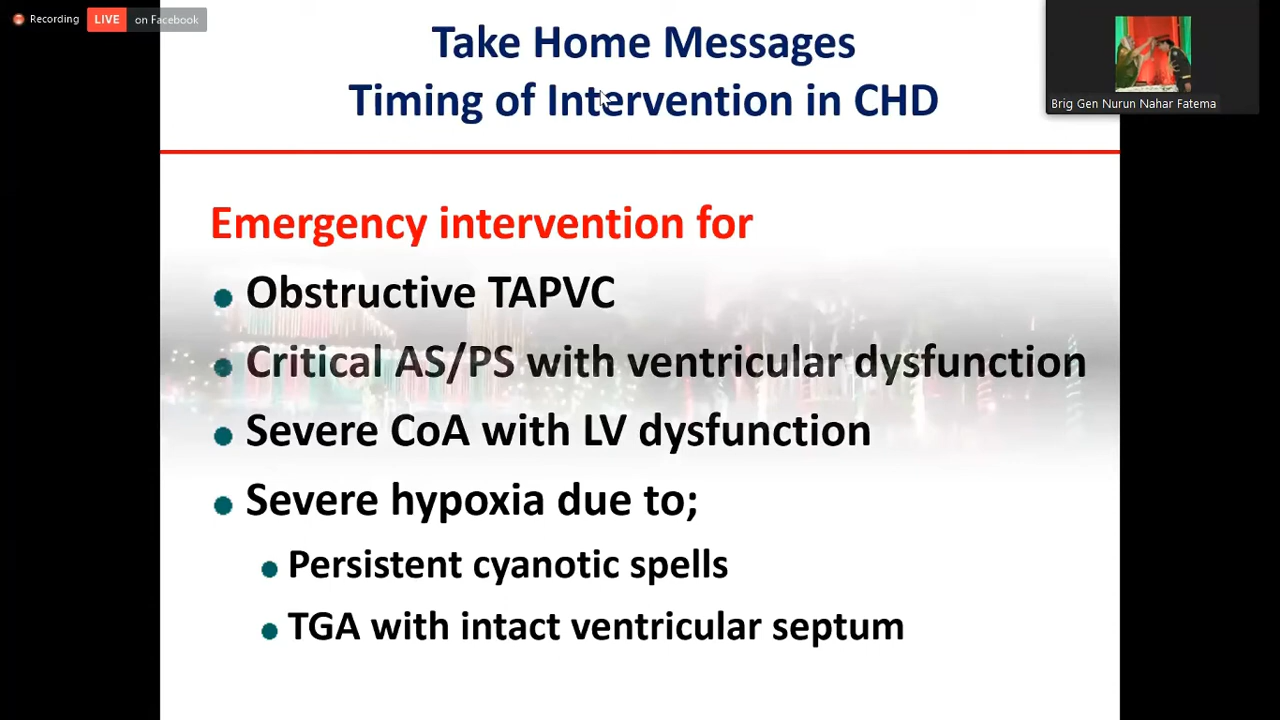 Recording LIVE on Facebook
Take Home Messages
Timing of Intervention in CHD
Brig Gen Nurun Nahar Fatema
Emergency intervention for
Obstructive TAPVC
Critical AS/PS with ventricular dysfunction
Severe CoA with LV dysfunction
Severe hypoxia due to;
Persistent cyanotic spells
TGA with intact ventricular septum